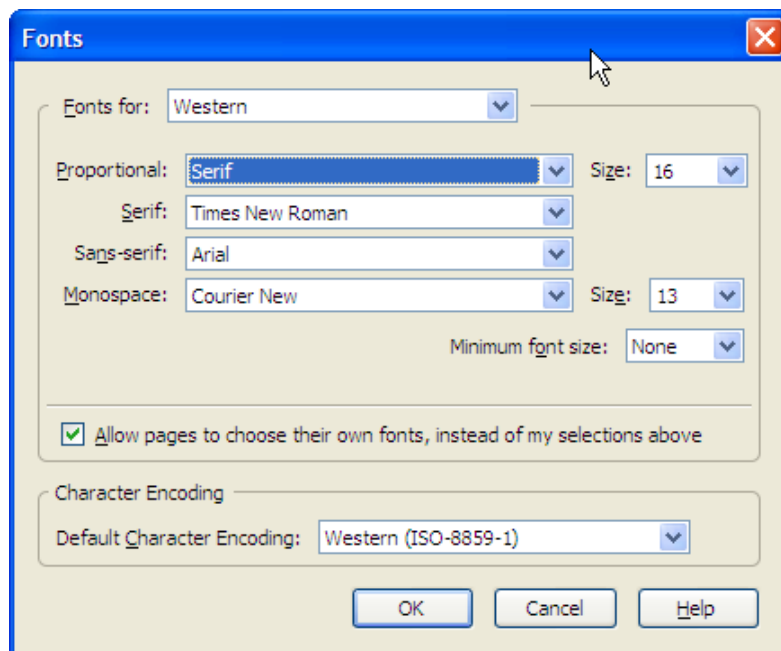 Fonts
Fonts for: Western
Proportional: Serif Size: 16
Serif: Times New Roman
Sans-serif: Arial
Monospace: Courier New Size: 13
Minimum font size: None
Allow pages to choose their own fonts, instead of my selections above
Character Encoding
Default Character Encoding: Western (ISO-8859-1)
OK Cancel Help